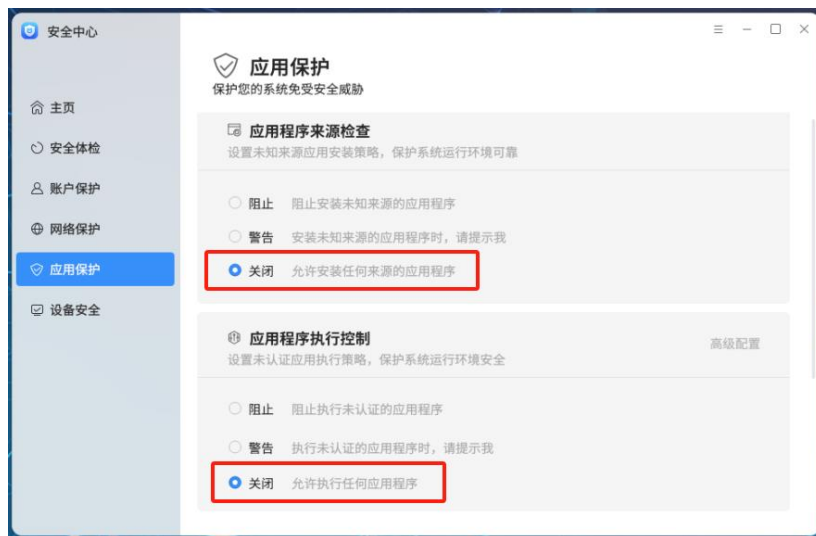 安全中心
主页
安全体检
账户保护
网络保护
应用保护
设备安全
应用保护
保护您的系统免受安全威胁
应用程序来源检查
设置未知来源应用安装策略，保护系统运行环境可靠
阻止 阻止安装未知来源的应用程序
警告 安装未知来源的应用程序时，请提示我
关闭 允许安装任何来源的应用程序
应用程序执行控制
高级配置
设置未认证应用执行策略，保护系统运行环境安全
阻止 阻止执行未认证的应用程序
警告 执行未认证的应用程序时，请提示我
关闭 允许执行任何应用程序